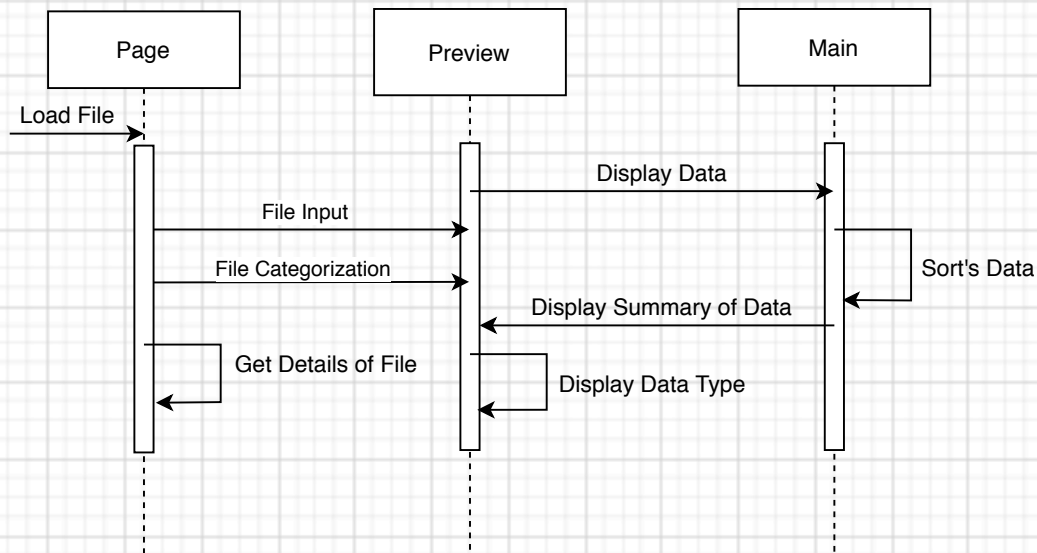 Page
Preview
Main
Load File
Display Data
File Input
File Categorization
Sort's Data
Display Summary of Data
Get Details of File
Display Data Type